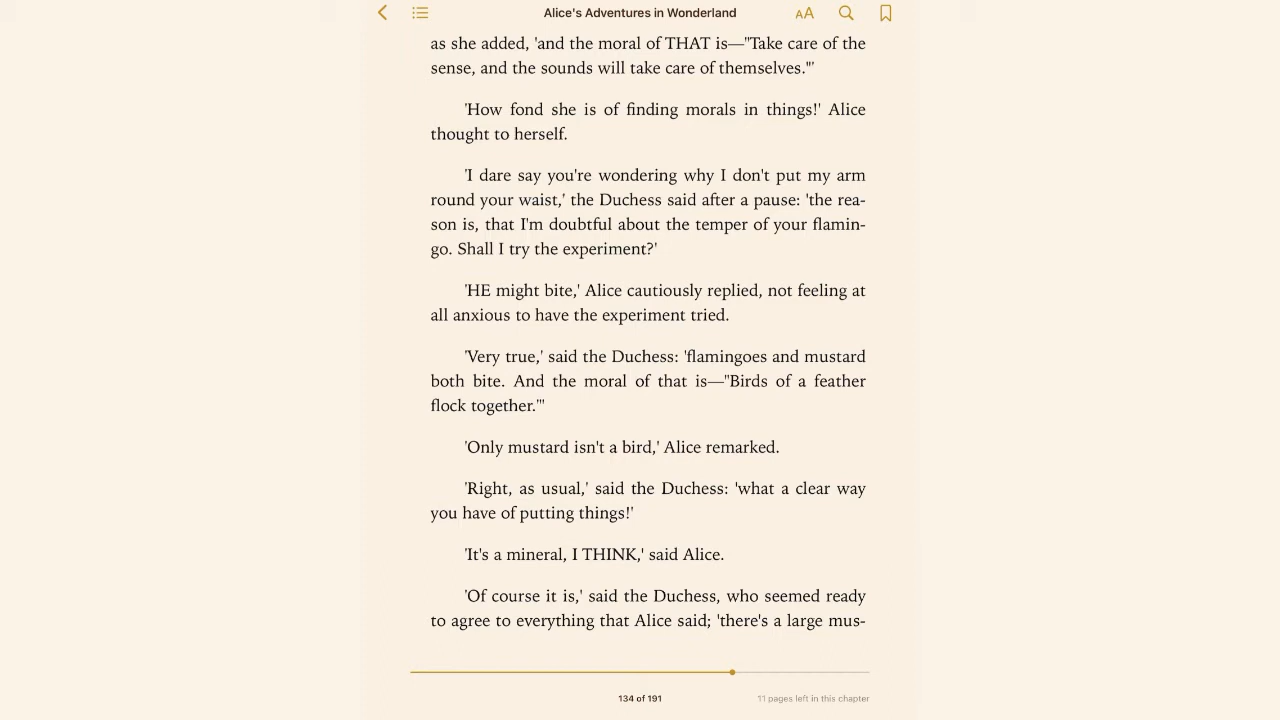 Alice's Adventures in Wonderland
AA
as she added, 'and the moral of THAT is—"Take care of the
sense, and the sounds will take care of themselves."'
'How fond she is of finding morals in things!' Alice
thought to herself.
'I dare say you're wondering why I don't put my arm
round your waist,' the Duchess said after a pause: 'the rea-
son is, that I'm doubtful about the temper of your flamin-
go. Shall I try the experiment?'
'HE might bite,' Alice cautiously replied, not feeling at
all anxious to have the experiment tried.
'Very true,' said the Duchess: 'flamingoes and mustard
both bite. And the moral of that is—"Birds of a feather
flock together."'
'Only mustard isn't a bird,' Alice remarked.
'Right, as usual,' said the Duchess: 'what a clear way
you have of putting things!'
'It's a mineral, I THINK,' said Alice.
'Of course it is,' said the Duchess, who seemed ready
to agree to everything that Alice said; 'there's a large mus-
134 of 191
11 pages left in this chapter